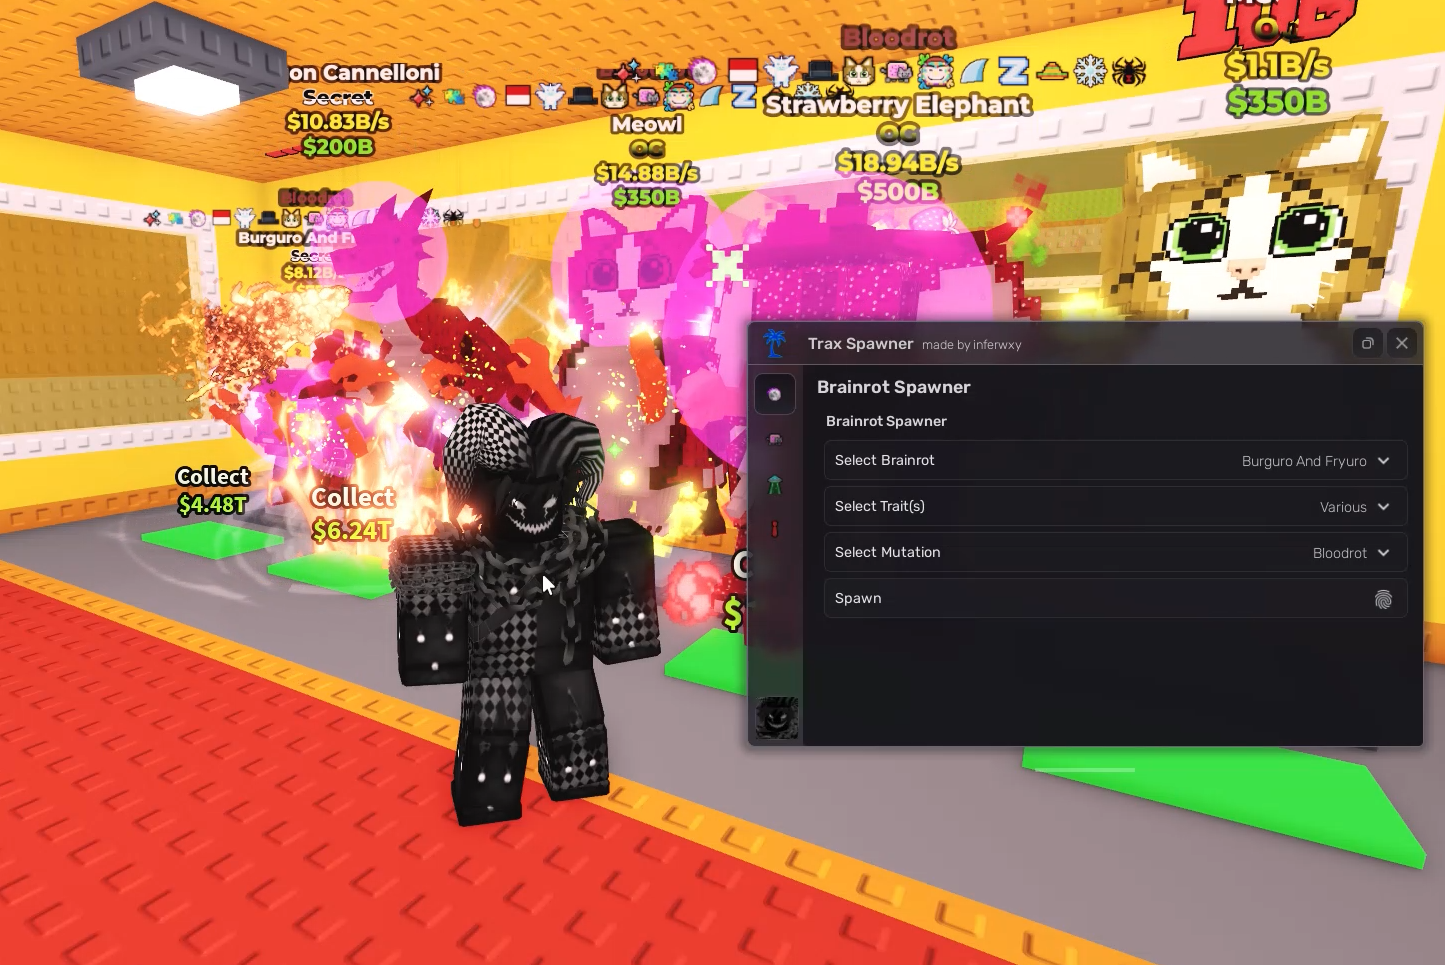 Bloodrot
on Cannelloni
Secret
$10.83B/s
$200B
Meowl
OG
$14.88B/s
$350B
Strawberry Elephant
OG
$18.94B/s
$500B
$1.1B/s
$350B
Bloodrot
Burguro And Fr
Secret
$8.12B/
Collect
$4.48T
Collect
$6.24T
C
$
Trax Spawner made by inferwxy
Brainrot Spawner
Brainrot Spawner
Select Brainrot Burguro And Fryuro
Select Trait(s) Various
Select Mutation Bloodrot
Spawn